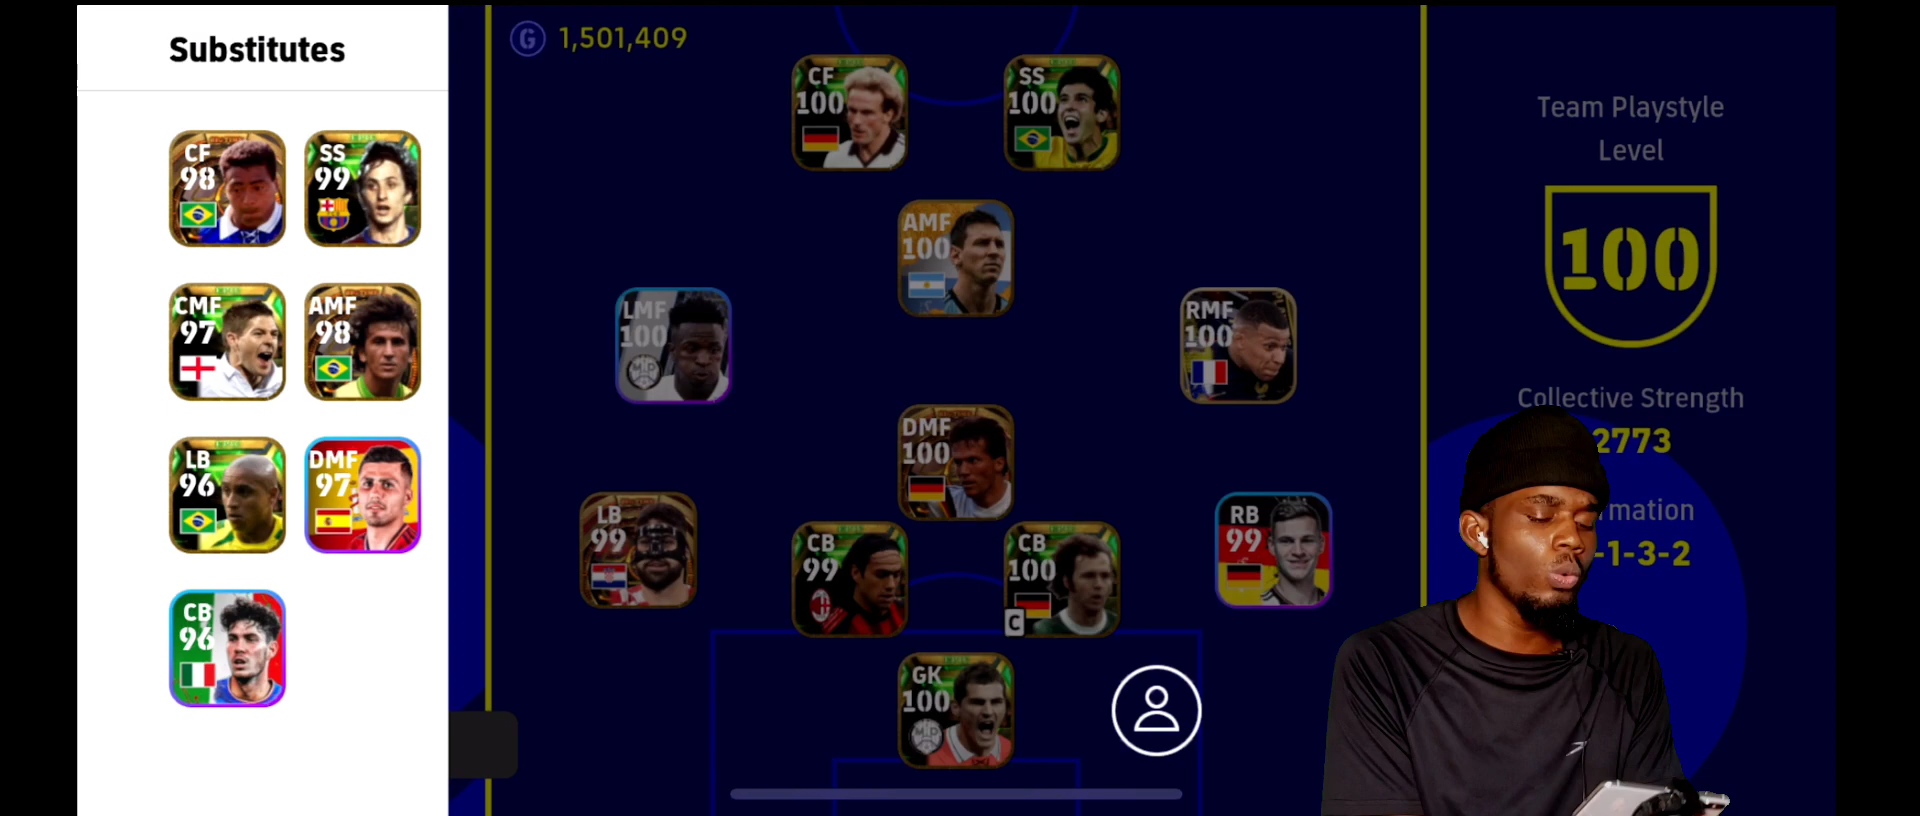 Substitutes
CF
98
SS
99
CMF
97
AMF
98
LB
96
DMF
97
CB
96
G 1,501,409
CF
100
SS
100
AMF
100
LMF
100
RMF
100
DMF
100
LB
99
CB
99
CB
100
C
RB
99
GK
100
Team Playstyle
Level
100
Collective Strength
2773
rmation
-1-3-2